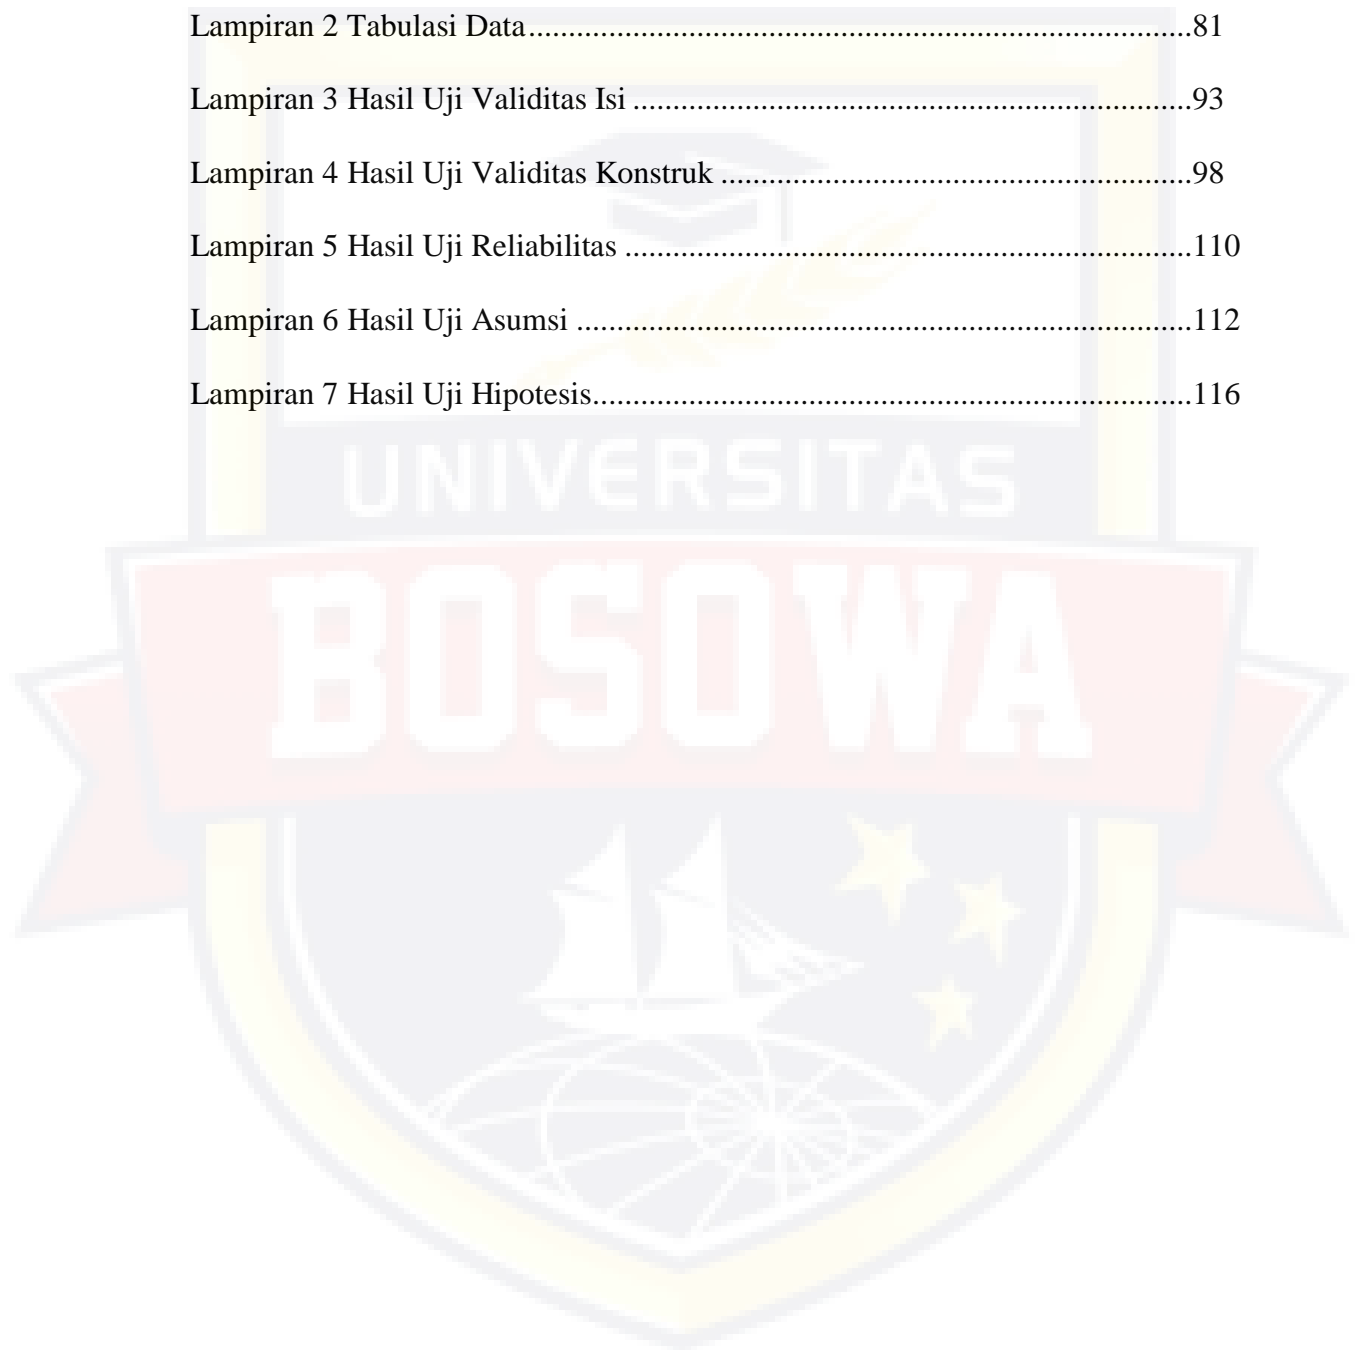 Lampiran 2 Tabulasi Data..................................................................................81
Lampiran 3 Hasil Uji Validitas Isi .....................................................................93
Lampiran 4 Hasil Uji Validitas Konstruk ..........................................................98
Lampiran 5 Hasil Uji Reliabilitas ......................................................................110
Lampiran 6 Hasil Uji Asumsi ............................................................................112
Lampiran 7 Hasil Uji Hipotesis..........................................................................116
UNIVERSITAS
BOSOWA